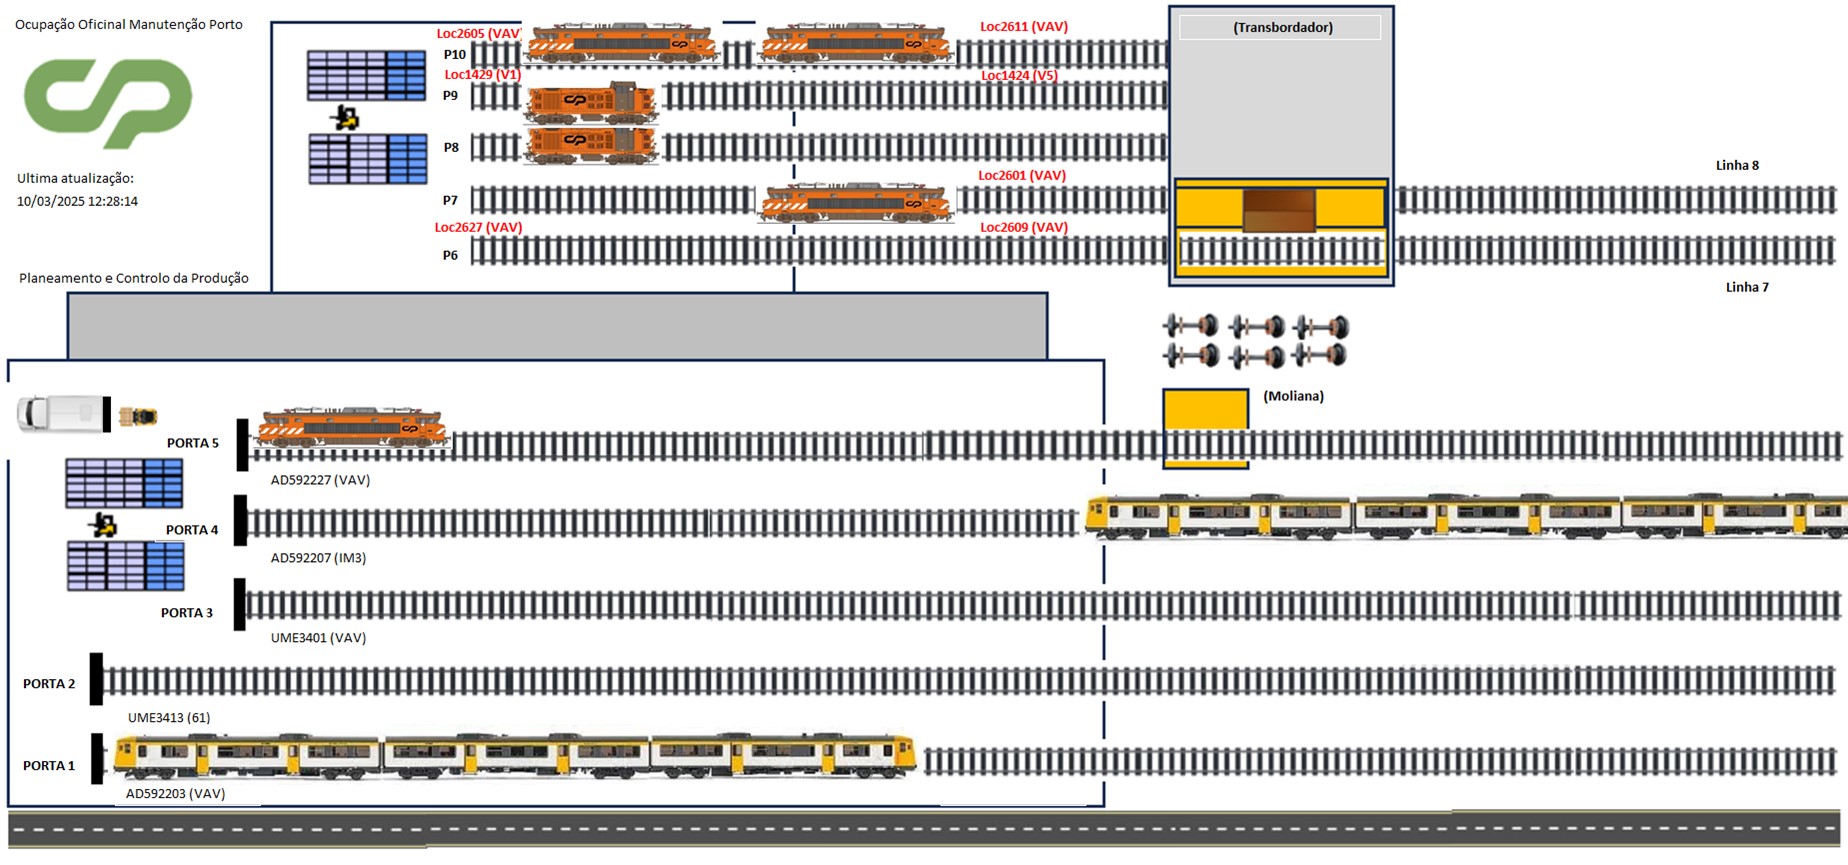 Ocupação Oficinal Manutenção Porto
Ultima atualização:
10/03/2025 12:28:14
Planeamento e Controlo da Produção
Loc2605 (VAV)
Loc2611 (VAV)
P10
Loc1429 (V1)
Loc1424 (V5)
P9
P8
Loc2601 (VAV)
P7
Loc2627 (VAV)
Loc2609 (VAV)
P6
(Transbordador)
Linha 8
Linha 7
(Moliana)
PORTA 5
AD592227 (VAV)
PORTA 4
AD592207 (IM3)
PORTA 3
UME3401 (VAV)
PORTA 2
UME3413 (61)
PORTA 1
AD592203 (VAV)